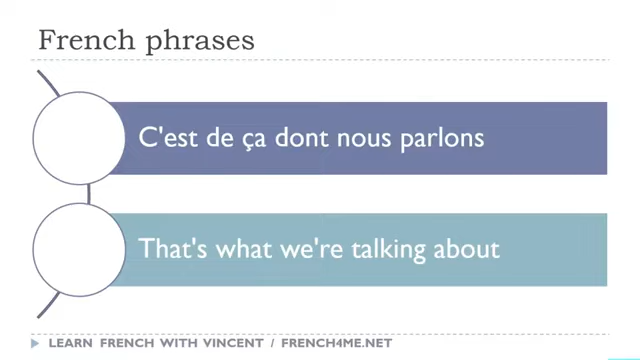 French phrases
C'est de ça dont nous parlons
That's what we're talking about
LEARN FRENCH WITH VINCENT / FRENCH4ME.NET